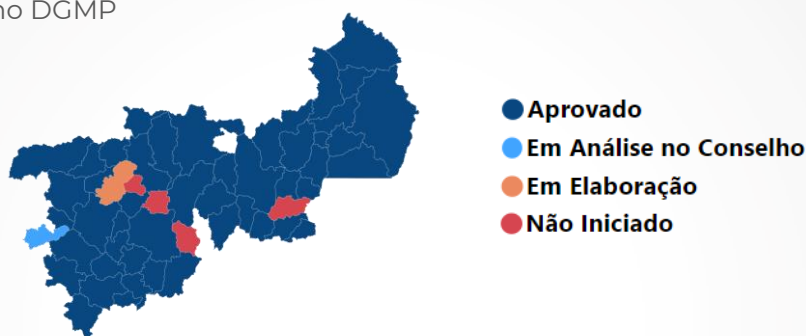 no DGMP
Aprovado
Em Análise no Conselho
Em Elaboração
Não Iniciado